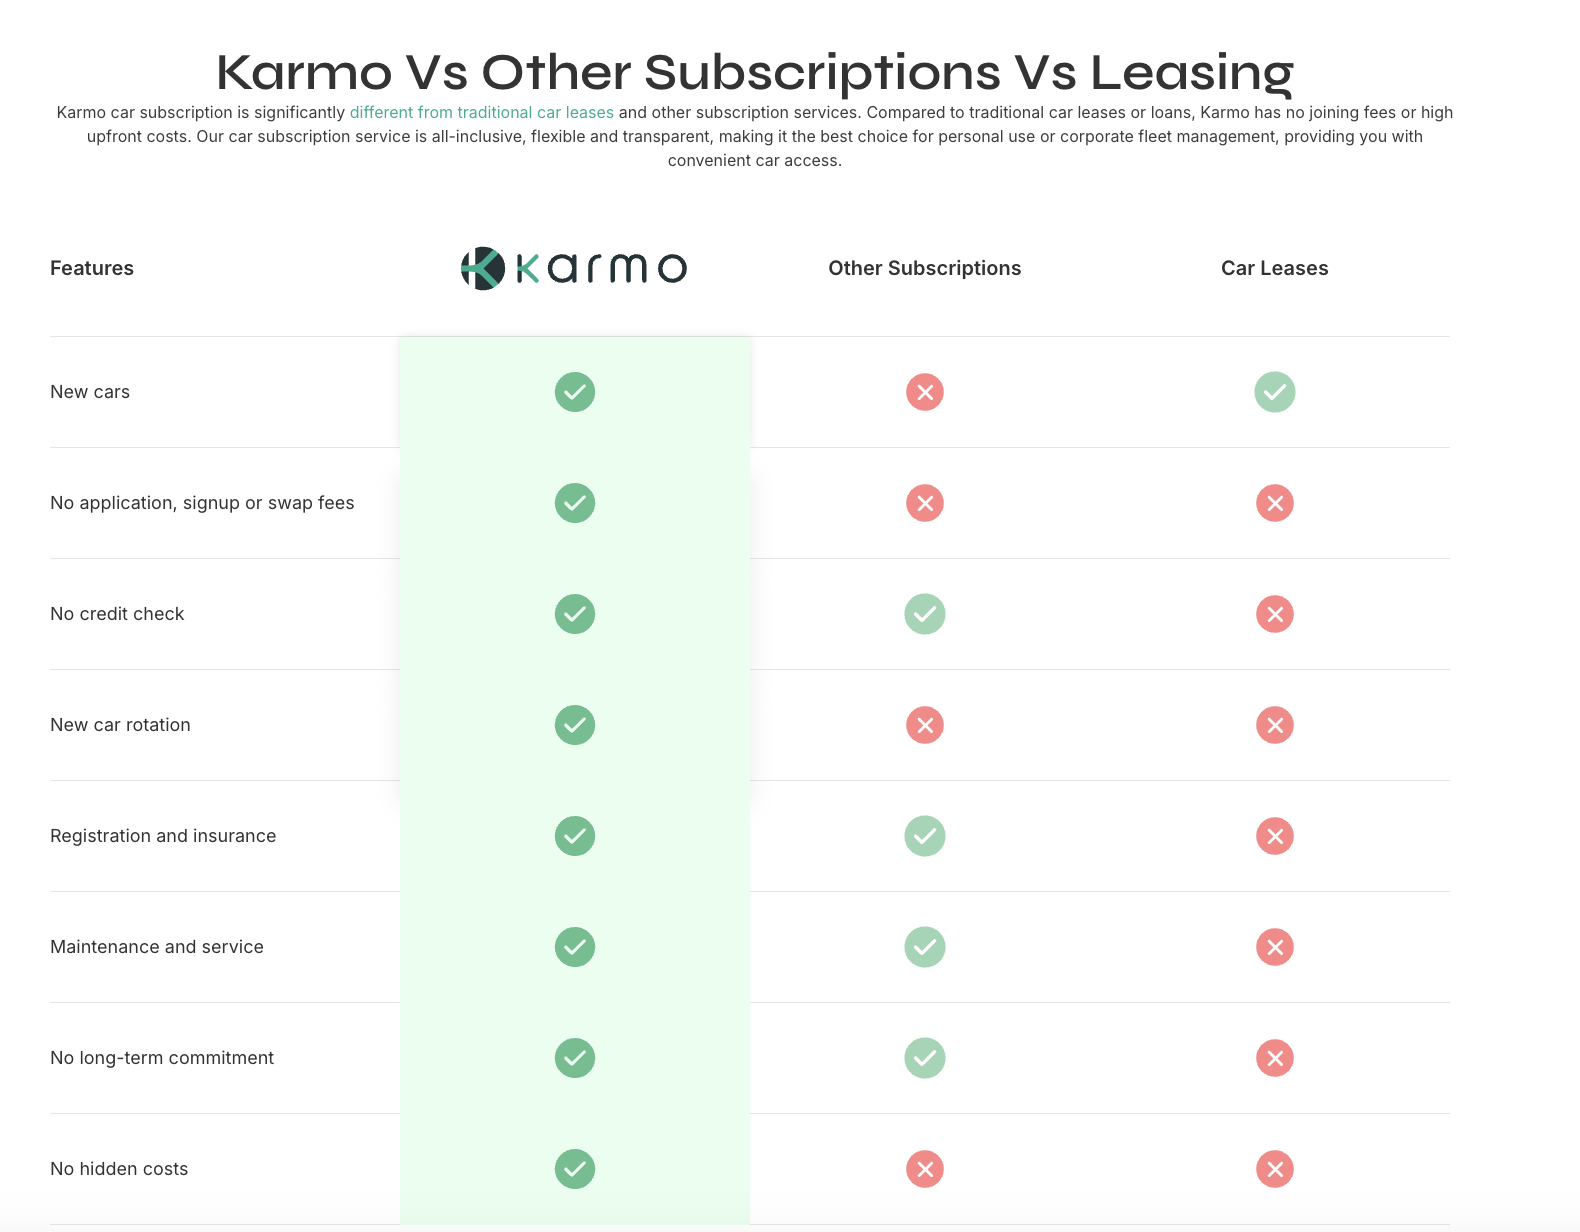 Karmo Vs Other Subscriptions Vs Leasing
Karmo car subscription is significantly different from traditional car leases and other subscription services. Compared to traditional car leases or loans, Karmo has no joining fees or high
upfront costs. Our car subscription service is all-inclusive, flexible and transparent, making it the best choice for personal use or corporate fleet management, providing you with
convenient car access.
Features karmo Other Subscriptions Car Leases
New cars
No application, signup or swap fees
No credit check
New car rotation
Registration and insurance
Maintenance and service
No long-term commitment
No hidden costs